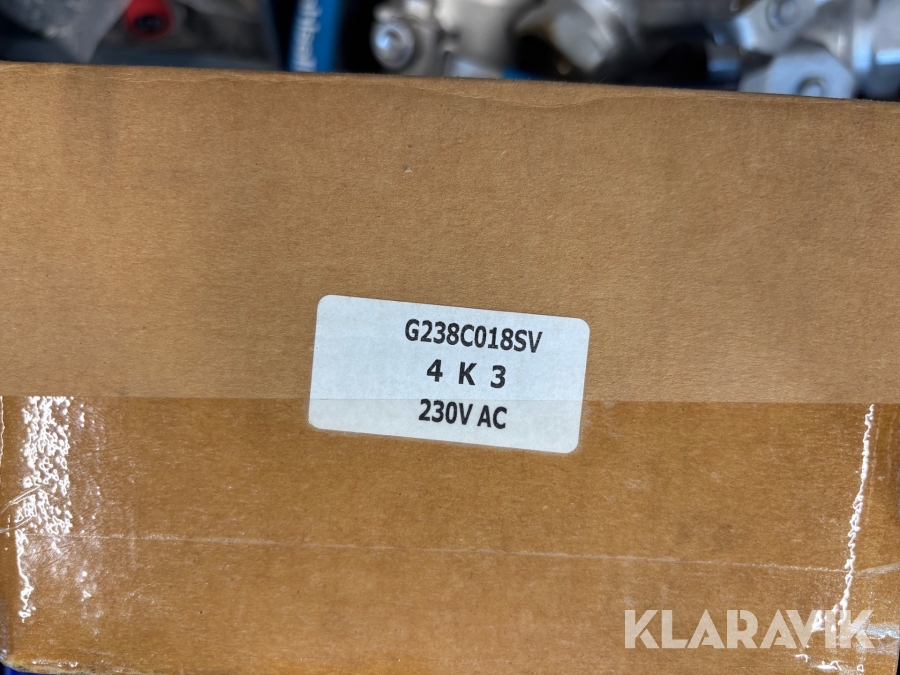 G238C018SV
4 K 3
230V AC
KLARAVIK